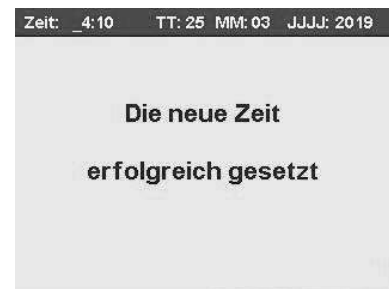 Zeit: _4:10 TT: 25 MM: 03 JJJJ: 2019
Die neue Zeit
erfolgreich gesetzt